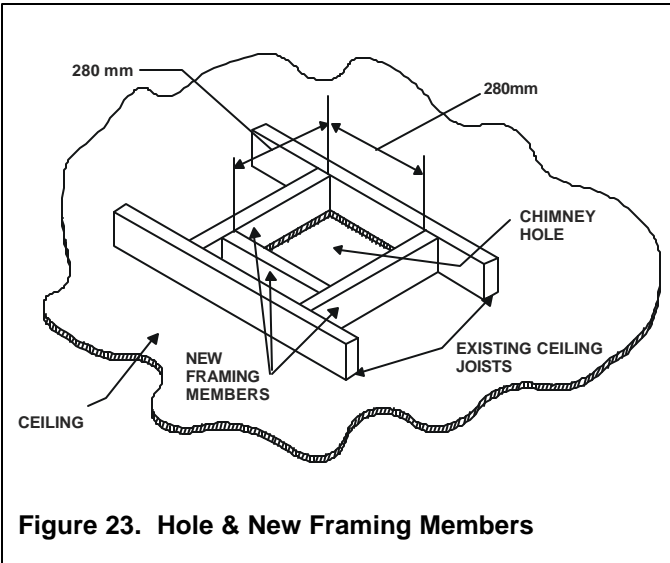 280 mm
280mm
CHIMNEY
HOLE
NEW
FRAMING
MEMBERS
EXISTING CEILING
JOISTS
CEILING
Figure 23. Hole & New Framing Members